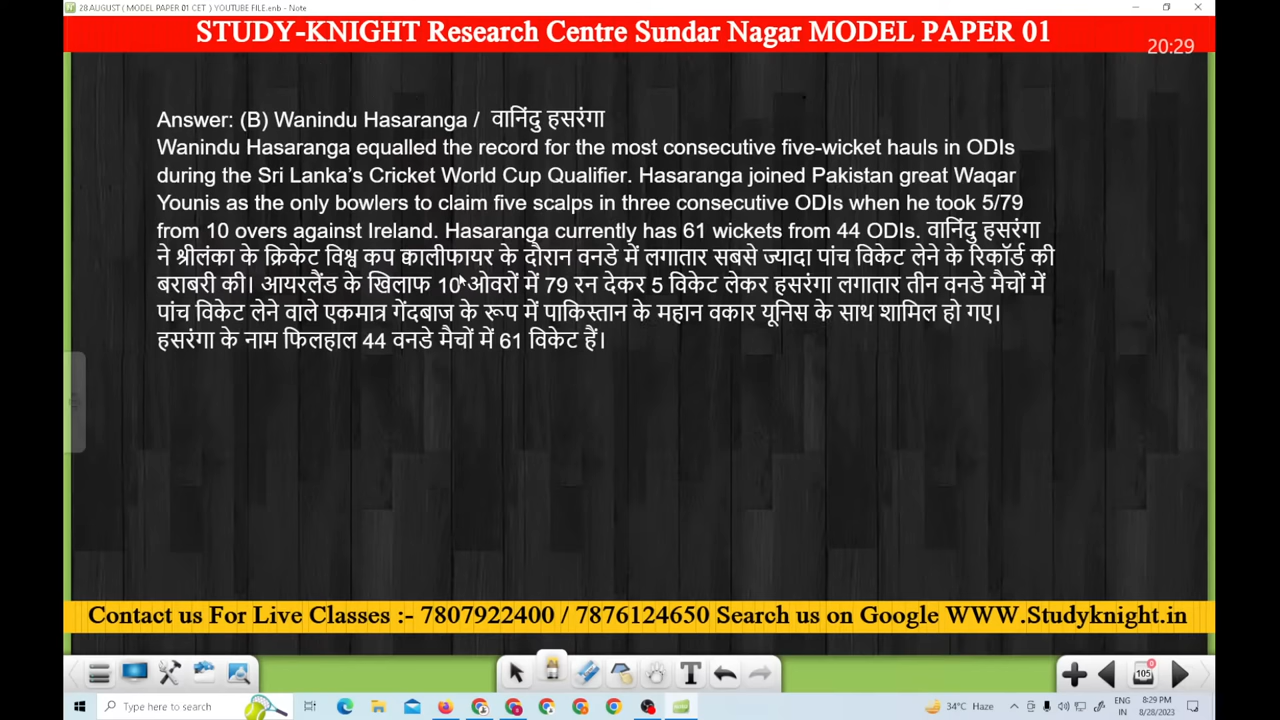 28 AUGUST ( MODEL PAPER 01 CET ) YOUTUBE FILE.enb - Note
STUDY-KNIGHT Research Centre Sundar Nagar MODEL PAPER 01
20:29
Answer: (B) Wanindu Hasaranga / वानिंदु हसरंगा
Wanindu Hasaranga equalled the record for the most consecutive five-wicket hauls in ODIs
during the Sri Lanka’s Cricket World Cup Qualifier. Hasaranga joined Pakistan great Waqar
Younis as the only bowlers to claim five scalps in three consecutive ODIs when he took 5/79
from 10 overs against Ireland. Hasaranga currently has 61 wickets from 44 ODIs. वानिंदु हसरंगा
ने श्रीलंका के क्रिकेट विश्व कप क्वालीफायर के दौरान वनडे में लगातार सबसे ज्यादा पांच विकेट लेने के रिकॉर्ड की
बराबरी की। आयरलैंड के खिलाफ 10 ओवरों में 79 रन देकर 5 विकेट लेकर हसरंगा लगातार तीन वनडे मैचों में
पांच विकेट लेने वाले एकमात्र गेंदबाज के रूप में पाकिस्तान के महान वकार यूनिस के साथ शामिल हो गए।
हसरंगा के नाम फिलहाल 44 वनडे मैचों में 61 विकेट हैं।
Contact us For Live Classes :- 7807922400 / 7876124650 Search us on Google WWW.Studyknight.in
T
0
105
Type here to search
34°C Haze
ENG
IN
8:29 PM
8/28/2023